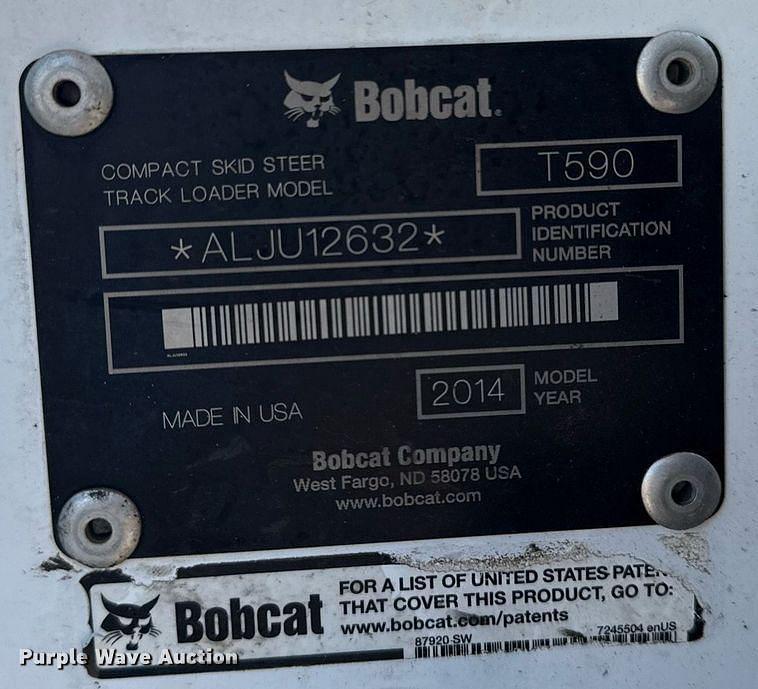 Bobcat®
COMPACT SKID STEER
TRACK LOADER MODEL
T590
*ALJU12632*
PRODUCT
IDENTIFICATION
NUMBER
2014
MODEL
YEAR
MADE IN USA
Bobcat Company
West Fargo, ND 58078 USA
www.bobcat.com
Bobcat
FOR A LIST OF UNITED STATES PATEN
THAT COVER THIS PRODUCT, GO TO:
www.bobcat.com/patents
87920-SW
7245504 enUS
Purple Wave Auction